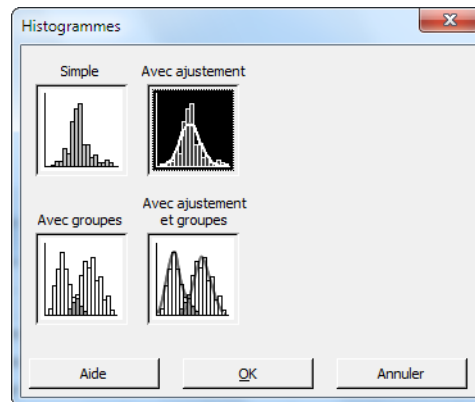 Histogrammes
Simple
Avec ajustement
Avec groupes
Avec ajustement
et groupes
Aide
OK
Annuler